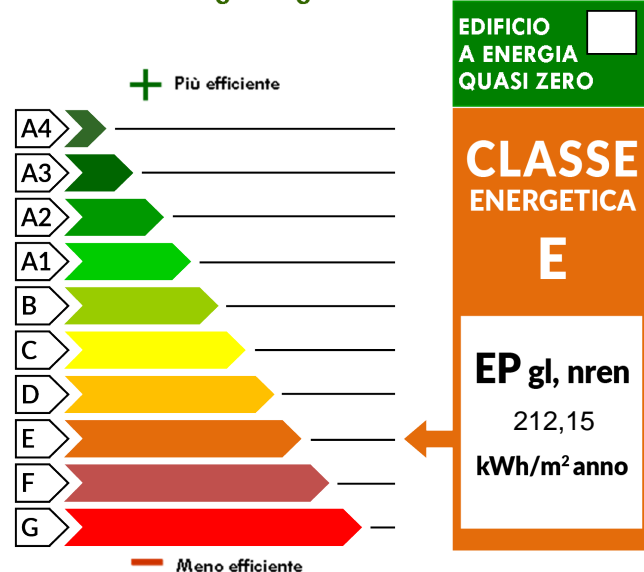 EDIFICIO
A ENERGIA
QUASI ZERO
Più efficiente
A4
A3
A2
A1
B
C
D
E
F
G
Meno efficiente
CLASSE
ENERGETICA
E
EP gl, nren
212,15
kWh/m² anno